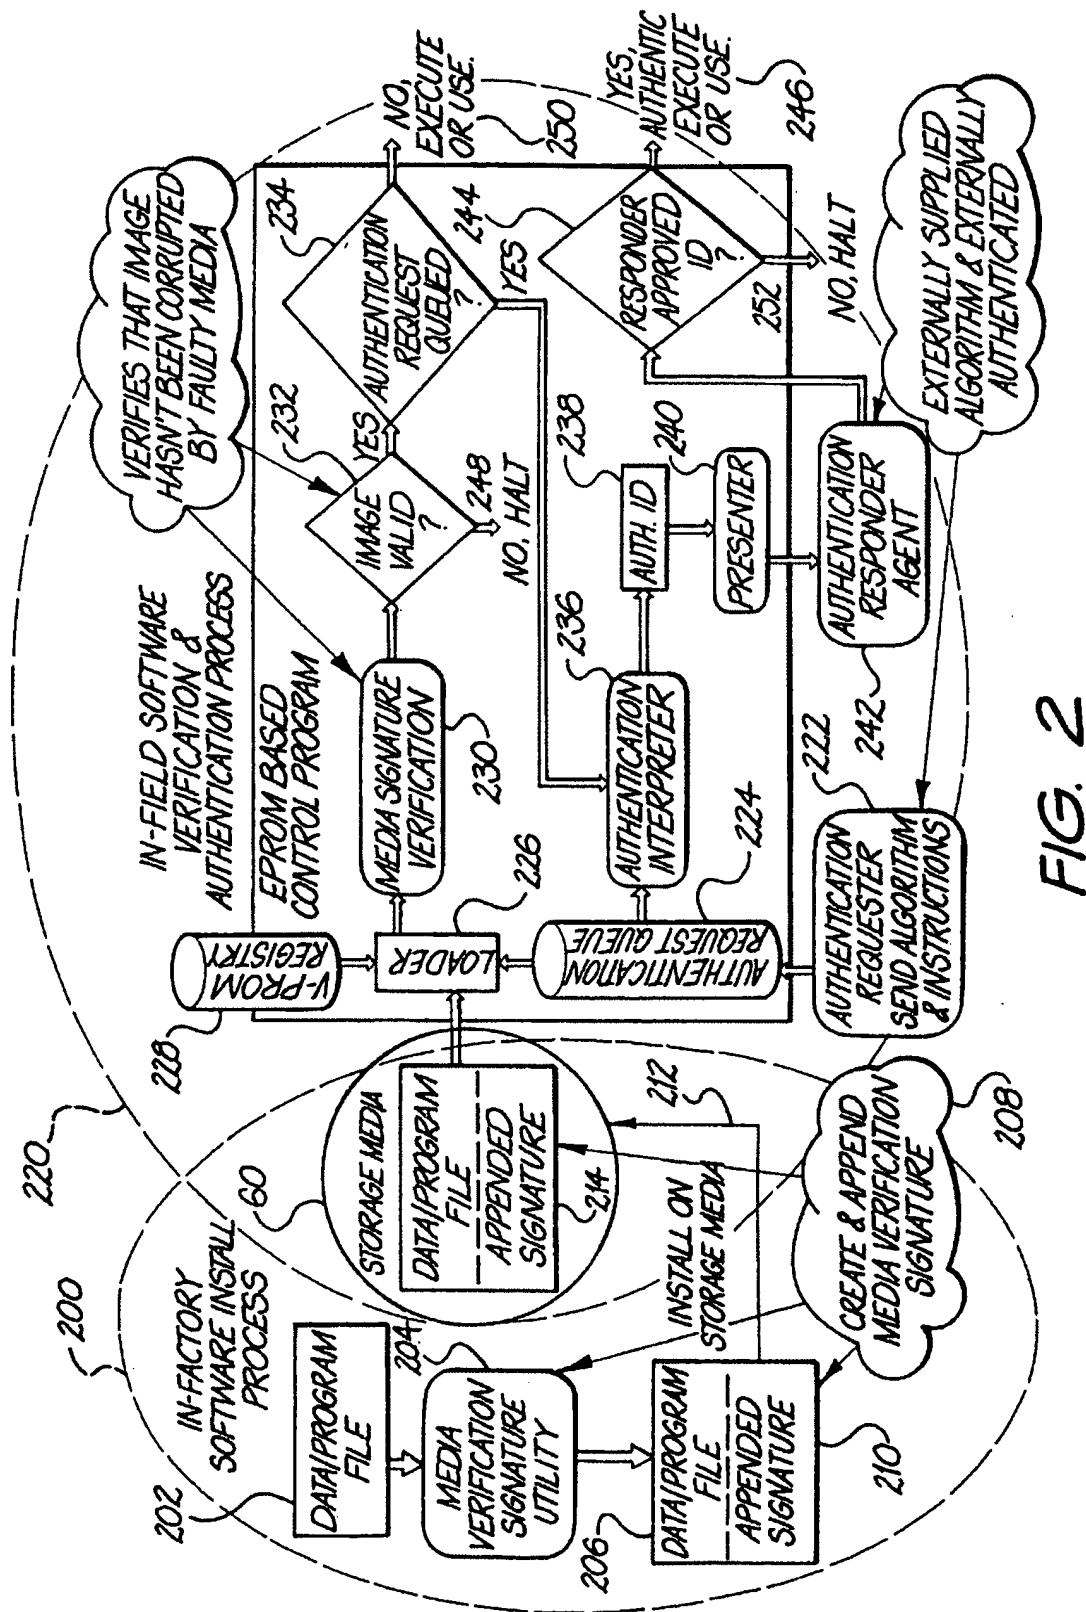 200
IN-FACTORY
SOFTWARE INSTALL
PROCESS
202
DATA/PROGRAM
FILE
204
MEDIA
VERIFICATION
SIGNATURE
UTILITY
206
DATA/PROGRAM
FILE
APPENDED
SIGNATURE
210
INSTALL ON
STORAGE MEDIA
212
CREATE & APPEND
MEDIA VERIFICATION
SIGNATURE
208
60
STORAGE MEDIA
DATA/PROGRAM
FILE
APPENDED
SIGNATURE
214
220
IN-FIELD SOFTWARE
VERIFICATION &
AUTHENTICATION PROCESS
228
V-PROM
REGISTRY
EPROM BASED
CONTROL PROGRAM
LOADER
226
AUTHENTICATION
REQUEST QUEUE
224
MEDIA SIGNATURE
VERIFICATION
230
VERIFIES THAT IMAGE
HASN'T BEEN CORRUPTED
BY FAULTY MEDIA
232
IMAGE
VALID
?
YES
248
NO, HALT
234
AUTHENTICATION
REQUEST
QUEUED
?
YES
NO,
EXECUTE
OR USE.
250
236
AUTHENTICATION
INTERPRETER
238
AUTH. ID
240
PRESENTER
244
RESPONDER
APPROVED
ID
?
252
NO, HALT
YES,
AUTHENTIC
EXECUTE
OR USE.
246
222
AUTHENTICATION
REQUESTER
SEND ALGORITHM
& INSTRUCTIONS
242
AUTHENTICATION
RESPONDER
AGENT
EXTERNALLY SUPPLIED
ALGORITHM & EXTERNALLY
AUTHENTICATED
FIG. 2